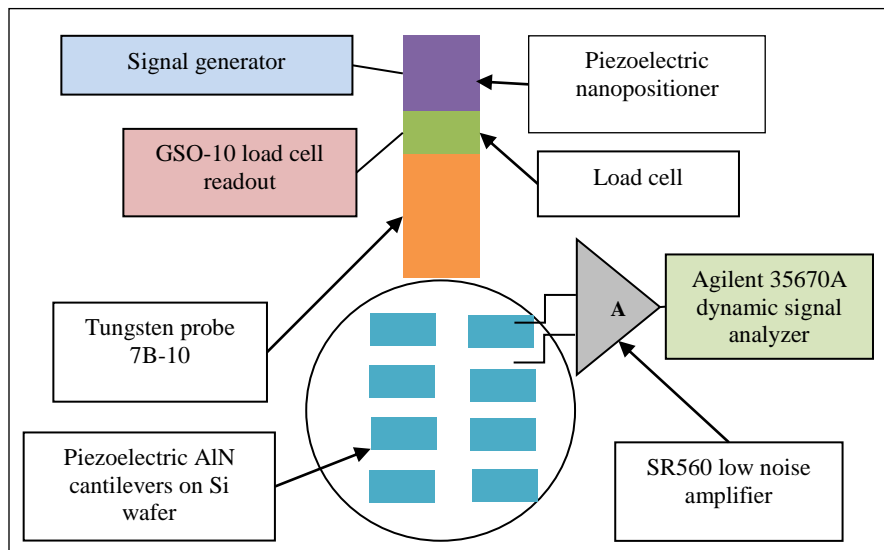 Signal generator
Piezoelectric
nanopositioner
GSO-10 load cell
readout
Load cell
Tungsten probe
7B-10
A
Agilent 35670A
dynamic signal
analyzer
Piezoelectric AlN
cantilevers on Si
wafer
SR560 low noise
amplifier